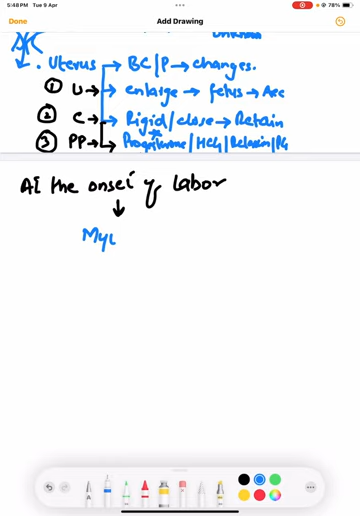 5:48 PM Tue 9 Apr
78%
Done
Add Drawing
Unknown
. Uterus → BC/P → changes.
① U → enlarge → fetus → Acc
② C → Rigid/close → Retain
③ PP → Progesterone/HCG/Relaxin/PG
At the onset of labor
↓
Myo